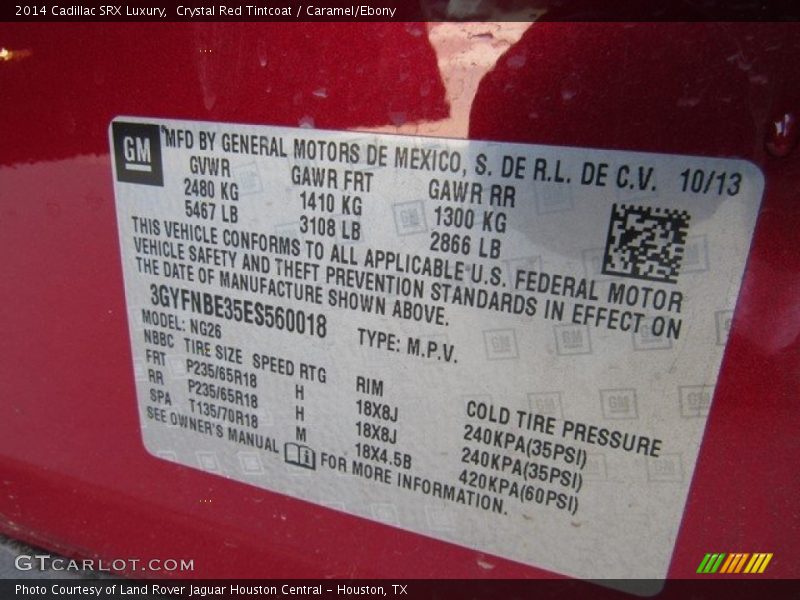 2014 Cadillac SRX Luxury,  Crystal Red Tintcoat / Caramel/Ebony
GM
MFD BY GENERAL MOTORS DE MEXICO, S. DE R.L. DE C.V. 10/13
GVWR GAWR FRT GAWR RR
2480 KG 1410 KG 1300 KG
5467 LB 3108 LB 2866 LB
THIS VEHICLE CONFORMS TO ALL APPLICABLE U.S. FEDERAL MOTOR
VEHICLE SAFETY AND THEFT PREVENTION STANDARDS IN EFFECT ON
THE DATE OF MANUFACTURE SHOWN ABOVE.
3GYFNBE35ES560018 TYPE: M.P.V.
MODEL: NG26
NBBC TIRE SIZE SPEED RTG RIM COLD TIRE PRESSURE
FRT P235/65R18 H 18X8J 240KPA(35PSI)
RR P235/65R18 H 18X8J 240KPA(35PSI)
SPA T135/70R18 M 18X4.5B 420KPA(60PSI)
SEE OWNER'S MANUAL FOR MORE INFORMATION.
GTCARLOT.COM
Photo Courtesy of Land Rover Jaguar Houston Central - Houston, TX